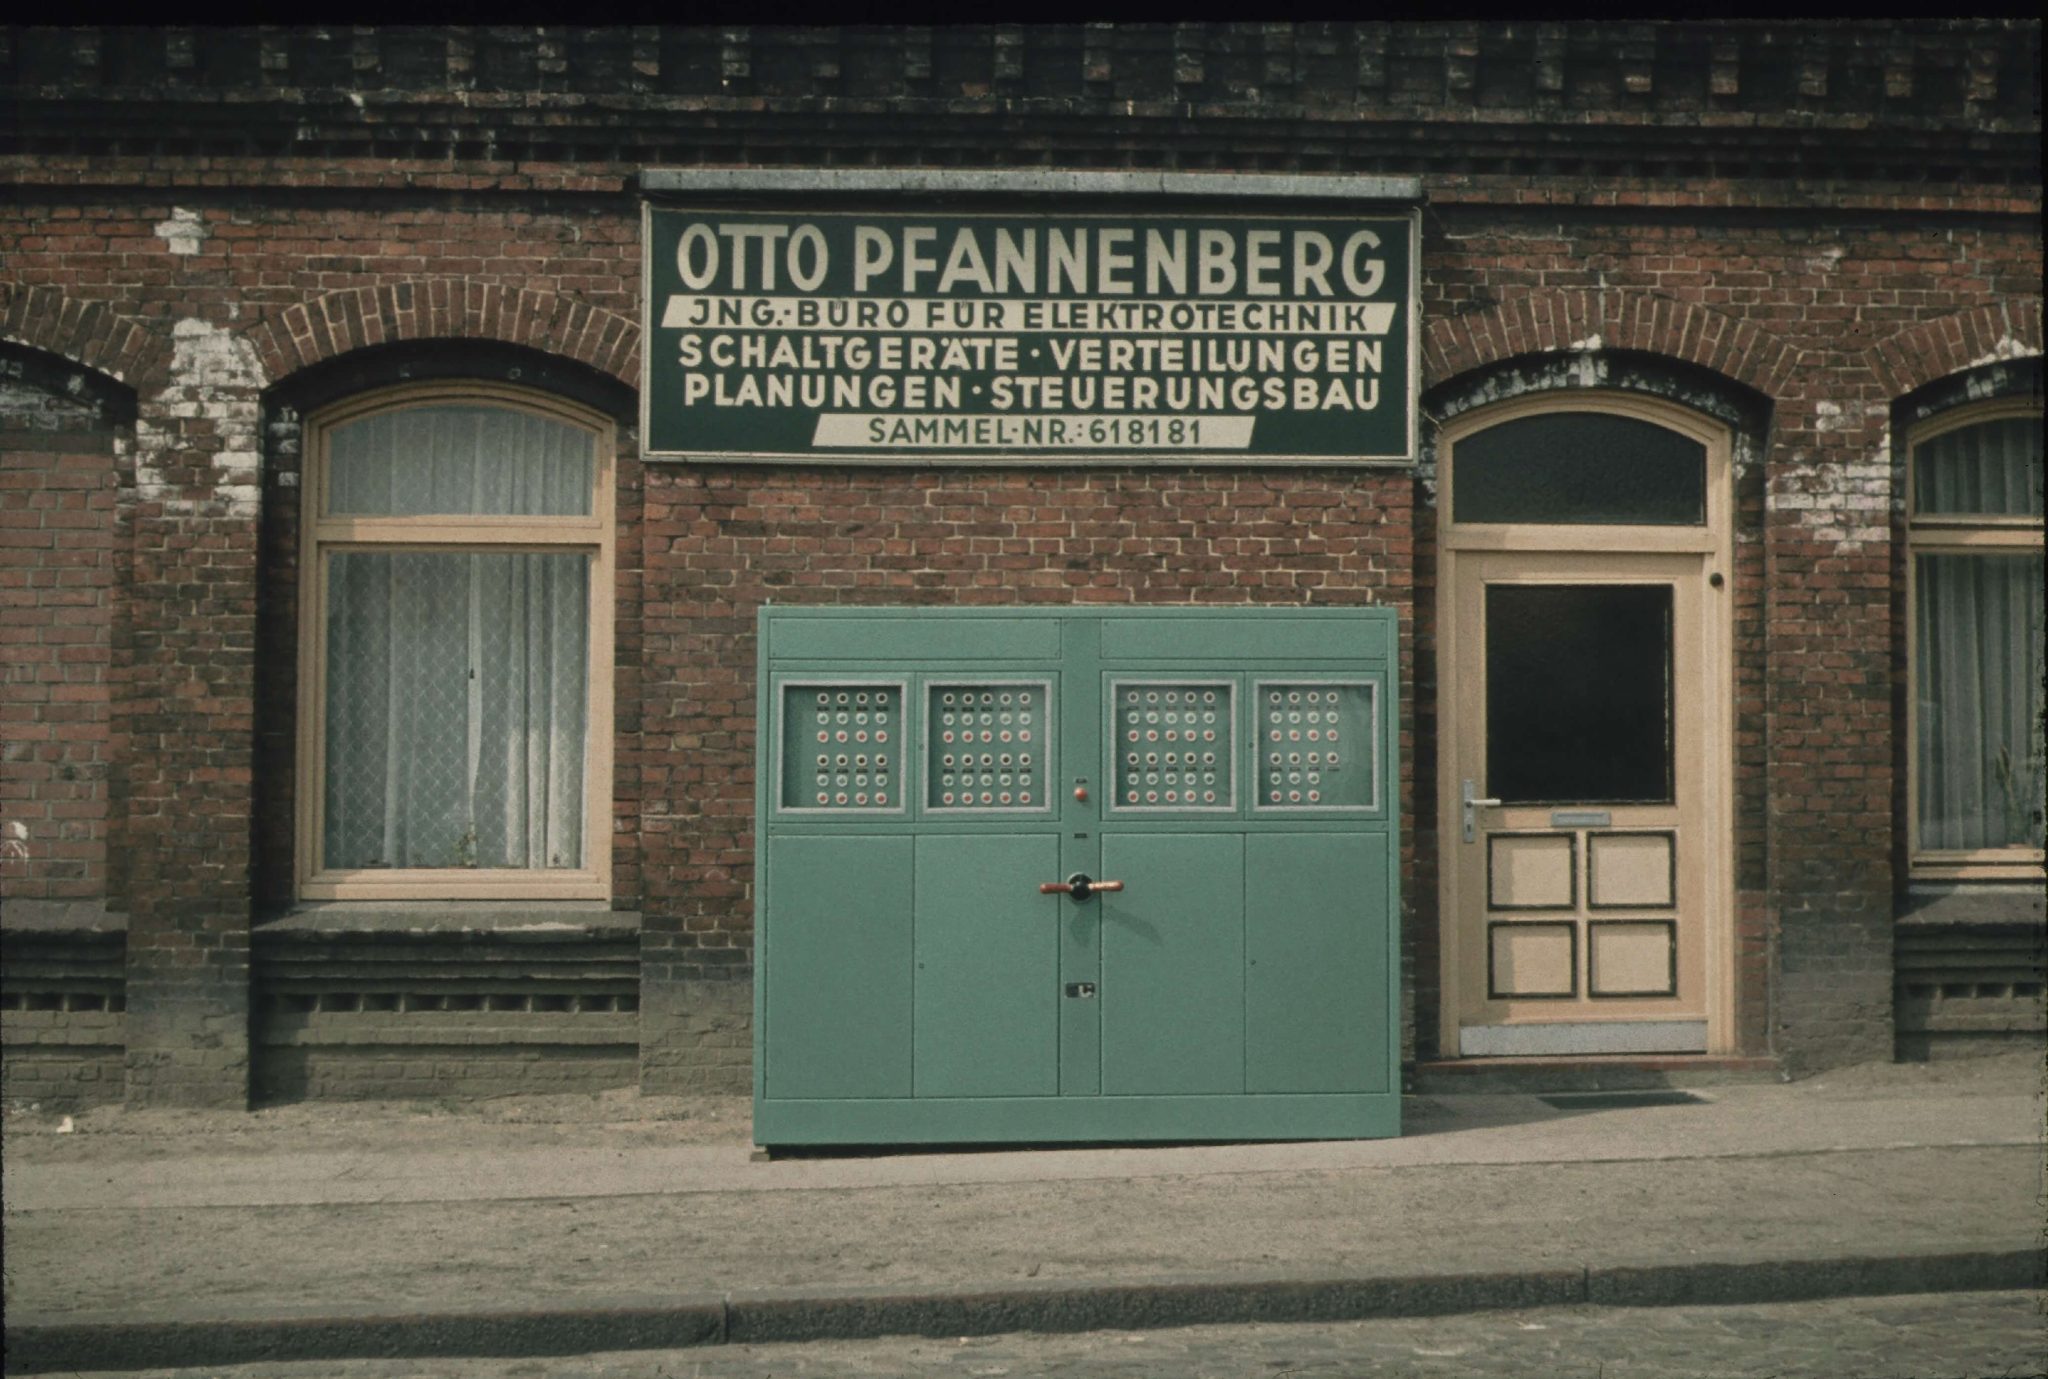 OTTO PFANNENBERG
JNG.-BÜRO FÜR ELEKTROTECHNIK
SCHALTGERÄTE · VERTEILUNGEN
PLANUNGEN · STEUERUNGSBAU
SAMMEL-NR.: 618181